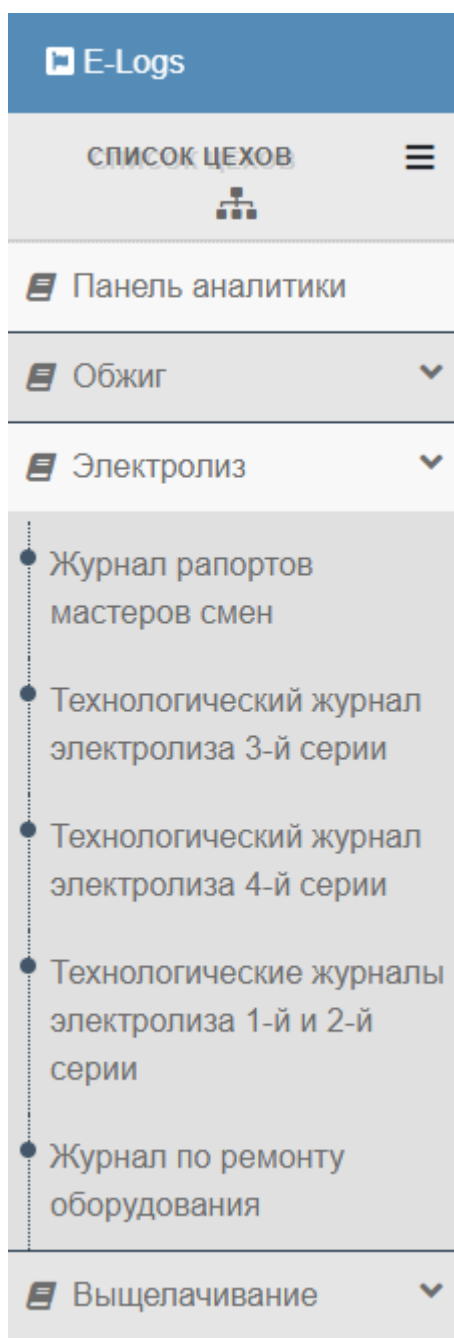 E-Logs
СПИСОК ЦЕХОВ
Панель аналитики
Обжиг
Электролиз
Журнал рапортов
мастеров смен
Технологический журнал
электролиза 3-й серии
Технологический журнал
электролиза 4-й серии
Технологические журналы
электролиза 1-й и 2-й
серии
Журнал по ремонту
оборудования
Выщелачивание